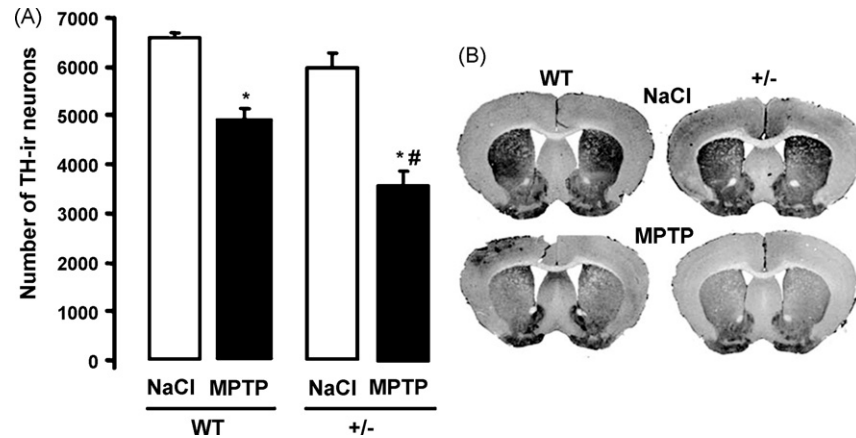 (A)
Number of TH-ir neurons
7000
6000
5000
4000
3000
2000
1000
0
*
*#
NaCl MPTP NaCl MPTP
WT +/-
(B)
WT +/-
NaCl
MPTP